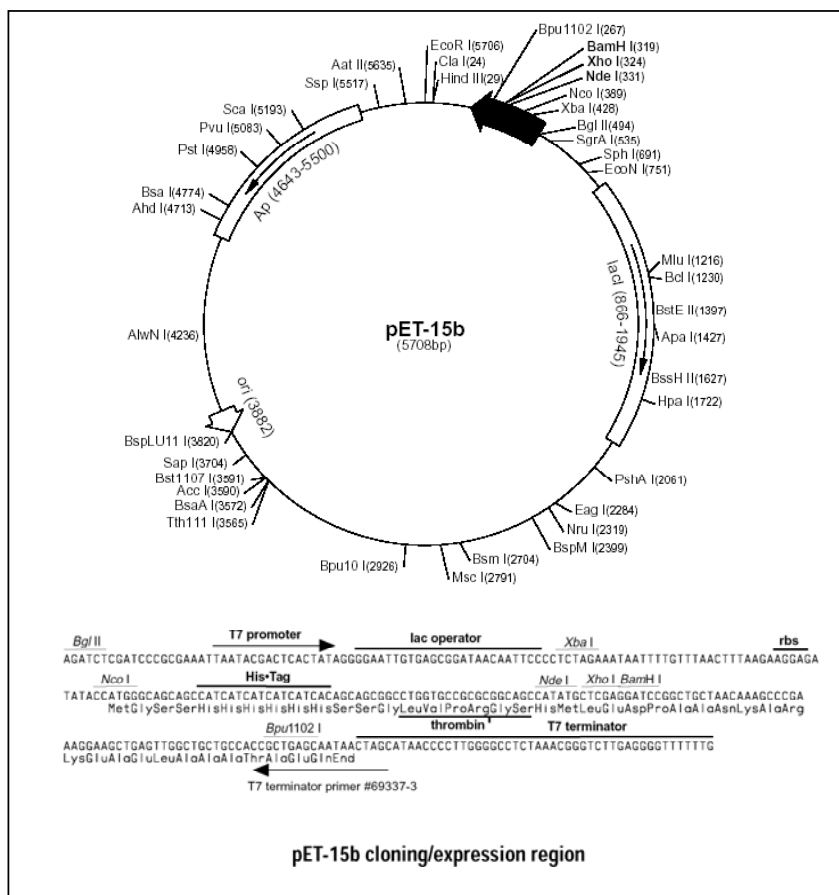 EcoR I(5706)
Cla I(24)
Hind III(29)
Bpu1102 I(267)
BamH I(319)
Xho I(324)
Nde I(331)
Nco I(389)
Xba I(428)
Bgl II(494)
SgrA I(535)
Sph I(691)
EcoN I(751)
Aat II(5635)
Ssp I(5517)
Sca I(5193)
Pvu I(5083)
Pst I(4958)
Bsa I(4774)
Ahd I(4713)
Ap (4643-5500)
lacI (866-1945)
Mlu I(1216)
Bcl I(1230)
BstE II(1397)
Apa I(1427)
BssH II(1627)
Hpa I(1722)
pET-15b
(5708bp)
AlwN I(4236)
ori (3882)
BspLU11 I(3820)
Sap I(3704)
Bst1107 I(3591)
Acc I(3590)
BsaA I(3572)
Tth111 I(3565)
PshA I(2061)
Eag I(2284)
Nru I(2319)
BspM I(2399)
Bsm I(2704)
Msc I(2791)
Bpu10 I(2926)
Bgl II T7 promoter lac operator Xba I rbs
AGATCTCGATCCCGCGAAATTAATACGACTCACTATAGGGGAATTGTGAGCGGATAACAATTCCCCTCTAGAAATAATTTTGTTTAACTTTAAGAAGGAGA
Nco I His•Tag Nde I Xho I BamH I
TATACCATGGGCAGCAGCCATCATCATCATCATCACAGCAGCGGCCTGGTGCCGCGCGGCAGCCATATGCTCGAGGATCCGGCTGCTAACAAAGCCCGA
MetGlySerSerHisHisHisHisHisHisSerSerGlyLeuValProArgGlySerHisMetLeuGluAspProAlaAlaAsnLysAlaArg
Bpu1102 I thrombin T7 terminator
AAGGAAGCTGAGTTGGCTGCTGCCACCGCTGAGCAATAACTAGCATAACCCCTTGGGGCCTCTAAACGGGTCTTGAGGGGTTTTTTG
LysGluAlaGluLeuAlaAlaAlaThrAlaGluGlnEnd
T7 terminator primer #69337-3
pET-15b cloning/expression region